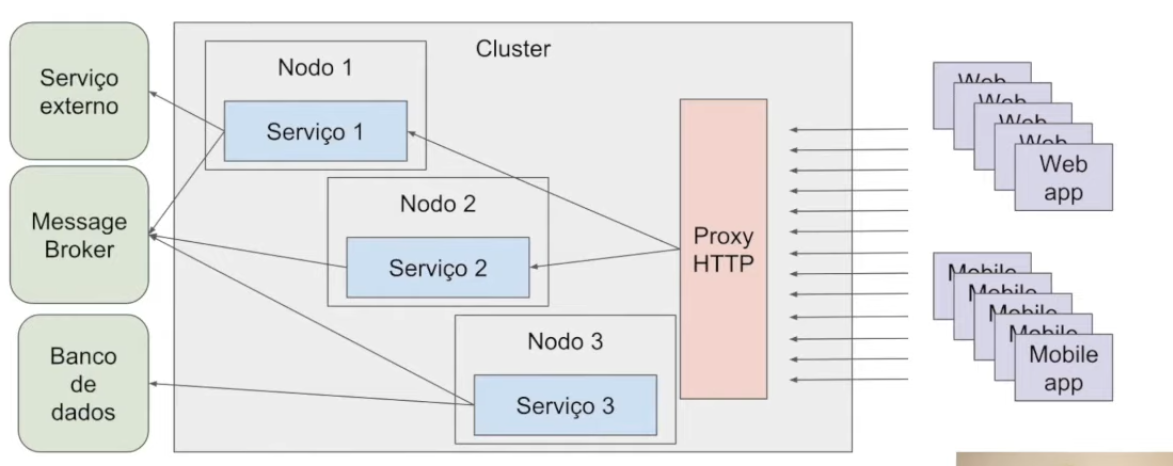 Cluster
Serviço
externo
Message
Broker
Banco
de
dados
Nodo 1
Serviço 1
Nodo 2
Serviço 2
Nodo 3
Serviço 3
Proxy
HTTP
Web
Web
Web
Web
Web
app
Mobile
Mobile
Mobile
Mobile
Mobile
app